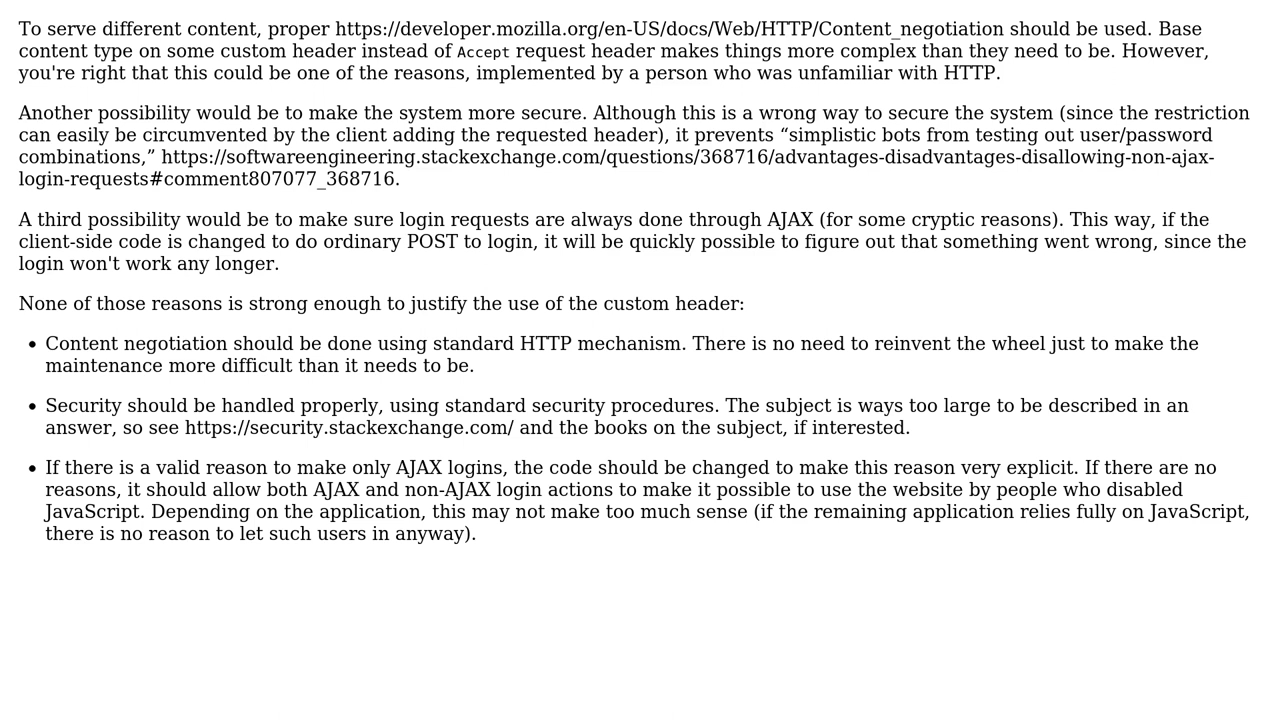 To serve different content, proper https://developer.mozilla.org/en-US/docs/Web/HTTP/Content_negotiation should be used. Base
content type on some custom header instead of Accept request header makes things more complex than they need to be. However,
you're right that this could be one of the reasons, implemented by a person who was unfamiliar with HTTP.
Another possibility would be to make the system more secure. Although this is a wrong way to secure the system (since the restriction
can easily be circumvented by the client adding the requested header), it prevents “simplistic bots from testing out user/password
combinations,” https://softwareengineering.stackexchange.com/questions/368716/advantages-disadvantages-disallowing-non-ajax-
login-requests#comment807077_368716.
A third possibility would be to make sure login requests are always done through AJAX (for some cryptic reasons). This way, if the
client-side code is changed to do ordinary POST to login, it will be quickly possible to figure out that something went wrong, since the
login won't work any longer.
None of those reasons is strong enough to justify the use of the custom header:
• Content negotiation should be done using standard HTTP mechanism. There is no need to reinvent the wheel just to make the
maintenance more difficult than it needs to be.
• Security should be handled properly, using standard security procedures. The subject is ways too large to be described in an
answer, so see https://security.stackexchange.com/ and the books on the subject, if interested.
• If there is a valid reason to make only AJAX logins, the code should be changed to make this reason very explicit. If there are no
reasons, it should allow both AJAX and non-AJAX login actions to make it possible to use the website by people who disabled
JavaScript. Depending on the application, this may not make too much sense (if the remaining application relies fully on JavaScript,
there is no reason to let such users in anyway).